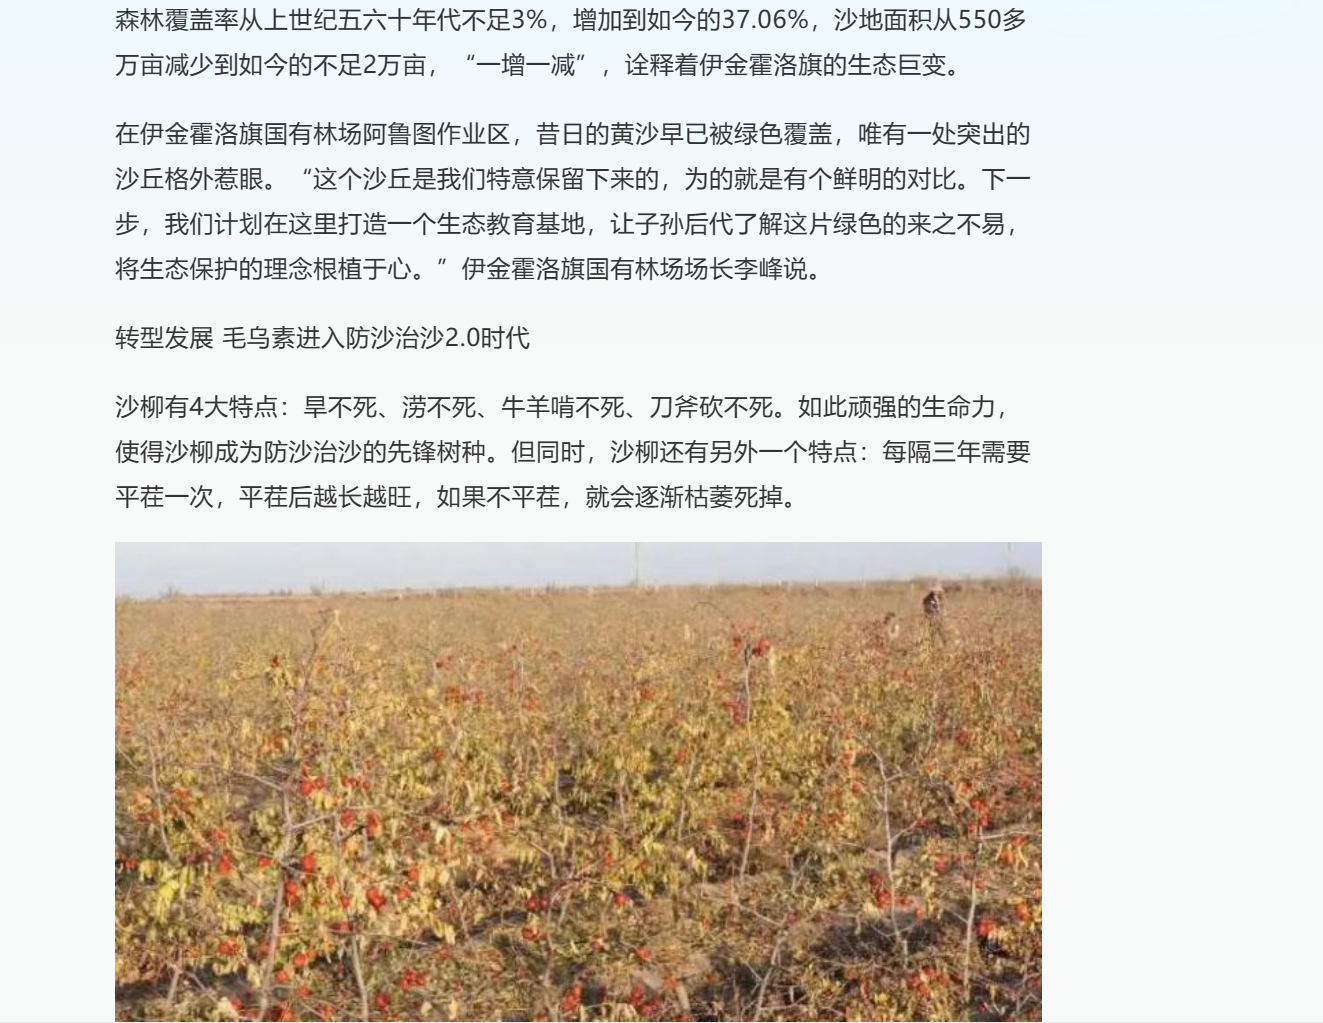 森林覆盖率从上世纪五六十年代不足3%，增加到如今的37.06%，沙地面积从550多
万亩减少到如今的不足2万亩，“一增一减”，诠释着伊金霍洛旗的生态巨变。
在伊金霍洛旗国有林场阿鲁图作业区，昔日的黄沙早已被绿色覆盖，唯有一处突出的
沙丘格外惹眼。“这个沙丘是我们特意保留下来的，为的就是有个鲜明的对比。下一
步，我们计划在这里打造一个生态教育基地，让子孙后代了解这片绿色的来之不易，
将生态保护的理念根植于心。”伊金霍洛旗国有林场场长李峰说。
转型发展 毛乌素进入防沙治沙2.0时代
沙柳有4大特点：旱不死、涝不死、牛羊啃不死、刀斧砍不死。如此顽强的生命力，
使得沙柳成为防沙治沙的先锋树种。但同时，沙柳还有另外一个特点：每隔三年需要
平茬一次，平茬后越长越旺，如果不平茬，就会逐渐枯萎死掉。